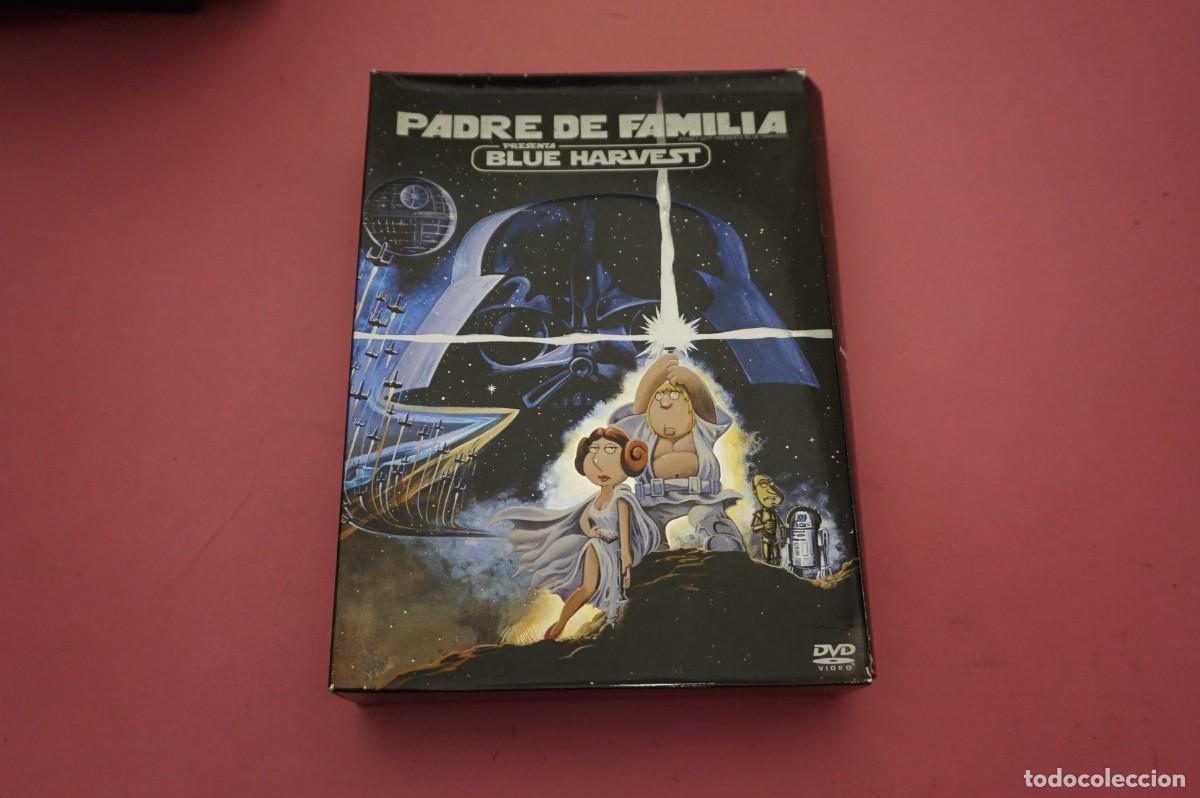 PADRE DE FAMILIA
PRESENTA
BLUE HARVEST
DVD
VIDEO
todocoleccion